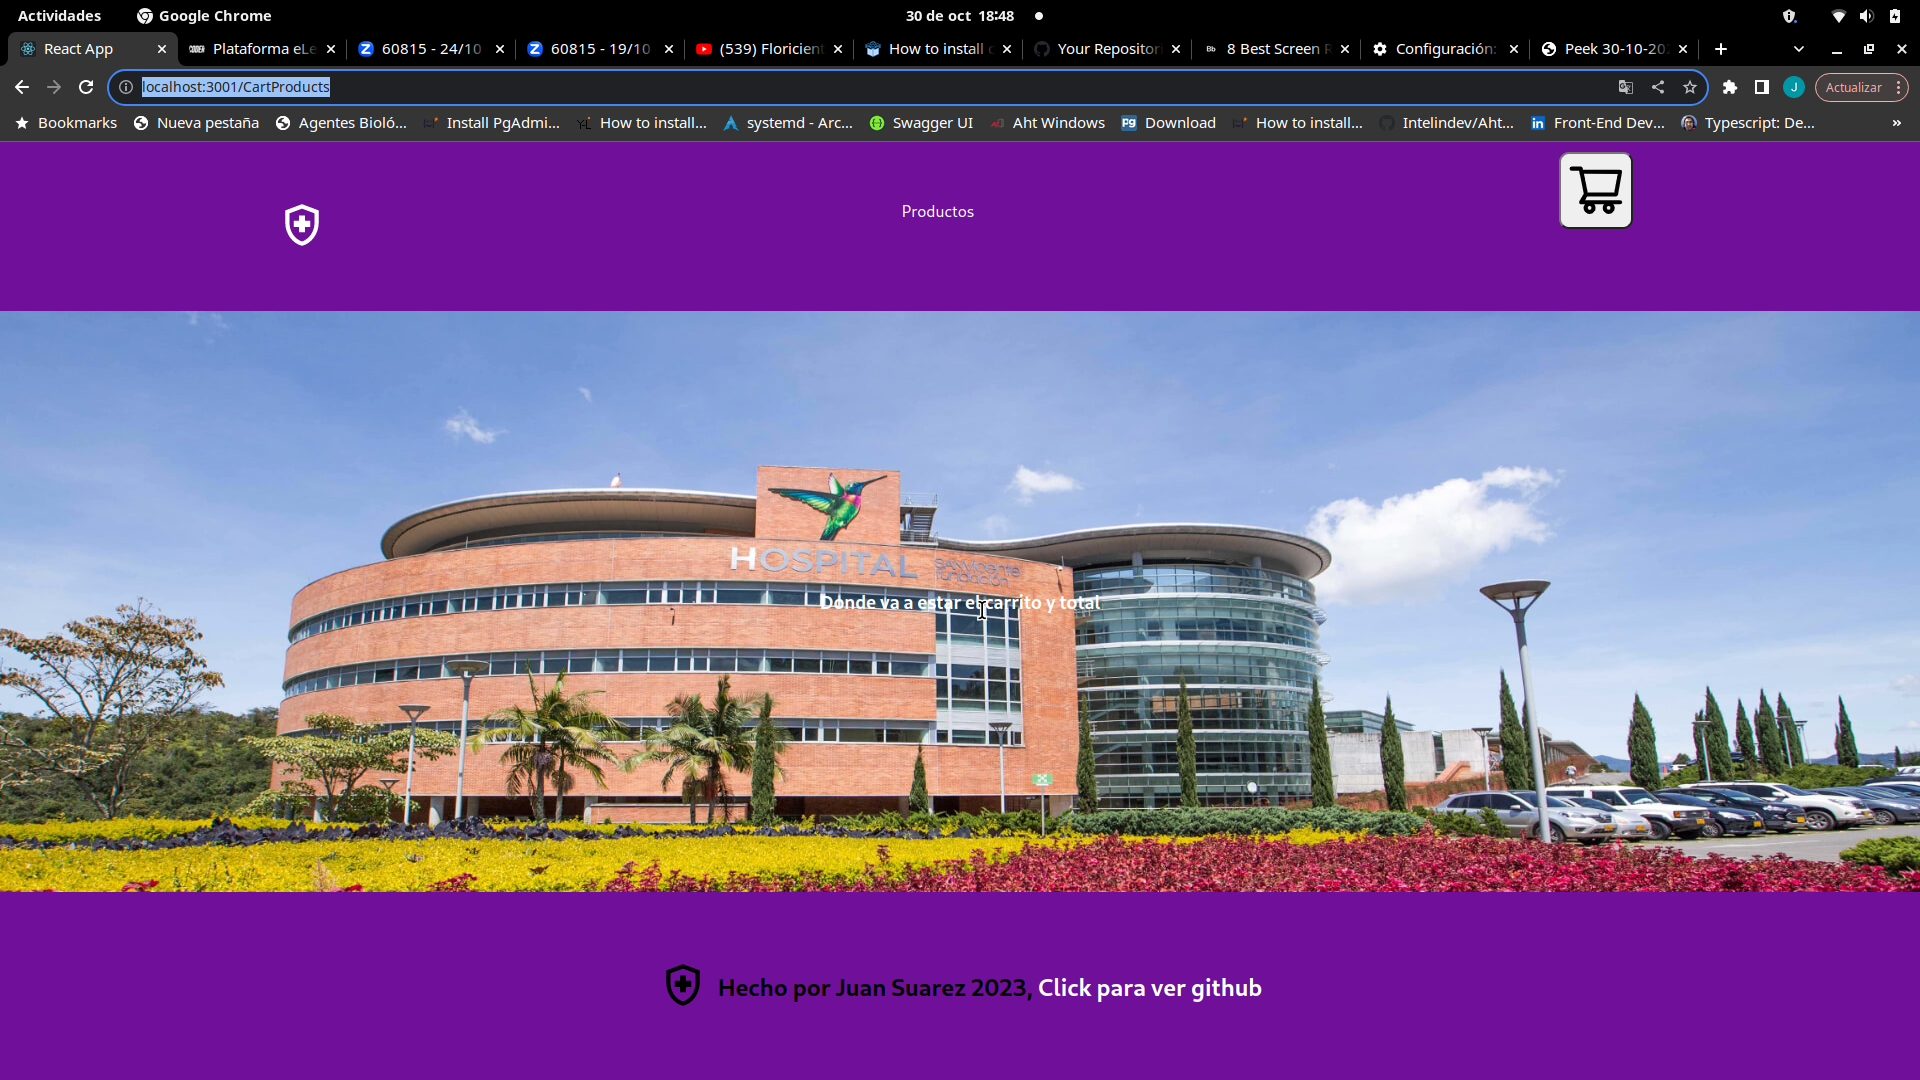 Actividades
Google Chrome
30 de oct 18:48
React App
Plataforma eLe
60815 - 24/10
60815 - 19/10
(539) Floricien
How to install
Your Repositor
8 Best Screen R
Configuración:
Peek 30-10-202
localhost:3001/CartProducts
J
Actualizar
Bookmarks
Nueva pestaña
Agentes Bioló...
Install PgAdmi...
How to install...
systemd - Arc...
Swagger UI
Aht Windows
Download
How to install...
Intelindev/Aht...
Front-End Dev...
Typescript: De...
»
Productos
HOSPITAL
SANVicente
fundación
Donde va a estar el carrito y total
Hecho por Juan Suarez 2023, Click para ver github